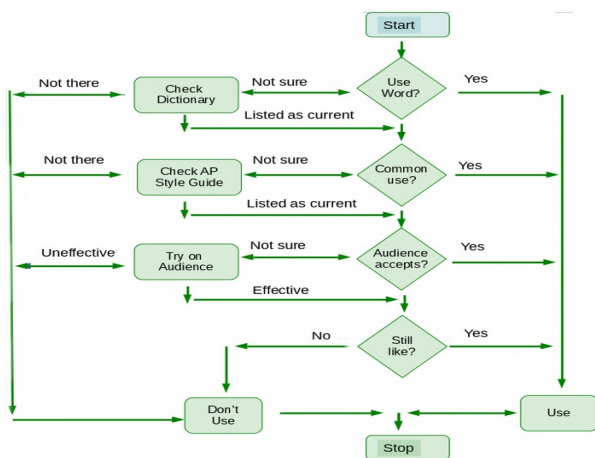 Start
Not there
Check
Dictionary
Not sure
Use
Word?
Yes
Listed as current
Not there
Check AP
Style Guide
Not sure
Common
use?
Yes
Listed as current
Uneffective
Try on
Audience
Not sure
Audience
accepts?
Yes
Effective
No
Still
like?
Yes
Don't
Use
Use
Stop